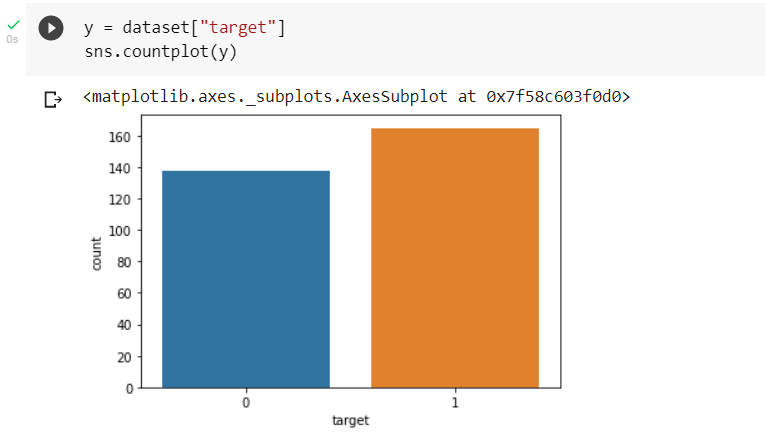 y = dataset["target"]
sns.countplot(y)
0s
<matplotlib.axes._subplots.AxesSubplot at 0x7f58c603f0d0>
160
140
120
100
80
60
40
20
0
count
0
1
target